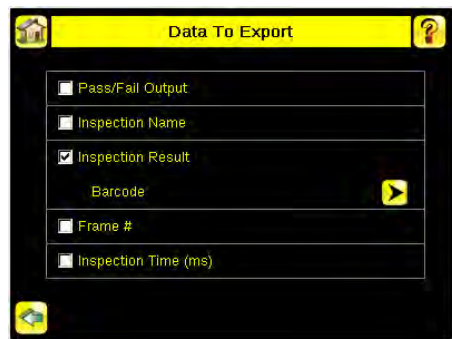 Data To Export
Pass/Fail Output
Inspection Name
Inspection Result
Barcode
Frame #
Inspection Time (ms)